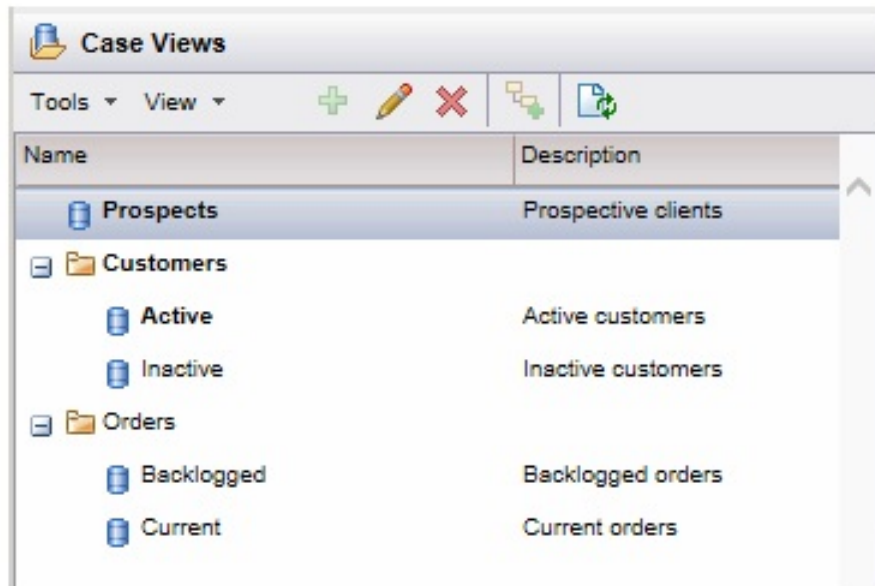 Case Views
Tools View
Name Description
Prospects Prospective clients
Customers
Active Active customers
Inactive Inactive customers
Orders
Backlogged Backlogged orders
Current Current orders